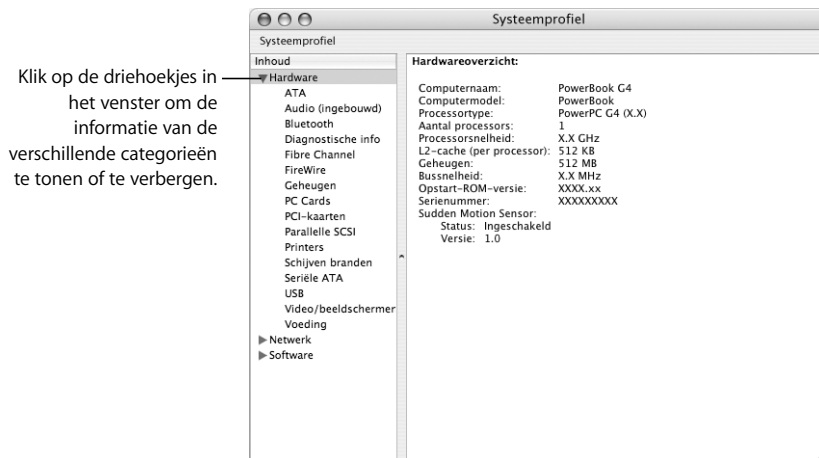 Systeemprofiel
Systeemprofiel
Klik op de driehoekjes in
het venster om de
informatie van de
verschillende categorieën
te tonen of te verbergen.
Inhoud
Hardware
ATA
Audio (ingebouwd)
Bluetooth
Diagnostische info
Fibre Channel
FireWire
Geheugen
PC Cards
PCI-kaarten
Parallelle SCSI
Printers
Schijven branden
Seriële ATA
USB
Video/beeldschermer
Voeding
Netwerk
Software
Hardwareoverzicht:
Computernaam: PowerBook G4
Computermodel: PowerBook
Processortype: PowerPC G4 (X.X)
Aantal processors: 1
Processorsnelheid: X.X GHz
L2-cache (per processor): 512 KB
Geheugen: 512 MB
Bussnelheid: X.X MHz
Opstart-ROM-versie: XXXX.xx
Serienummer: XXXXXXXXX
Sudden Motion Sensor:
Status: Ingeschakeld
Versie: 1.0